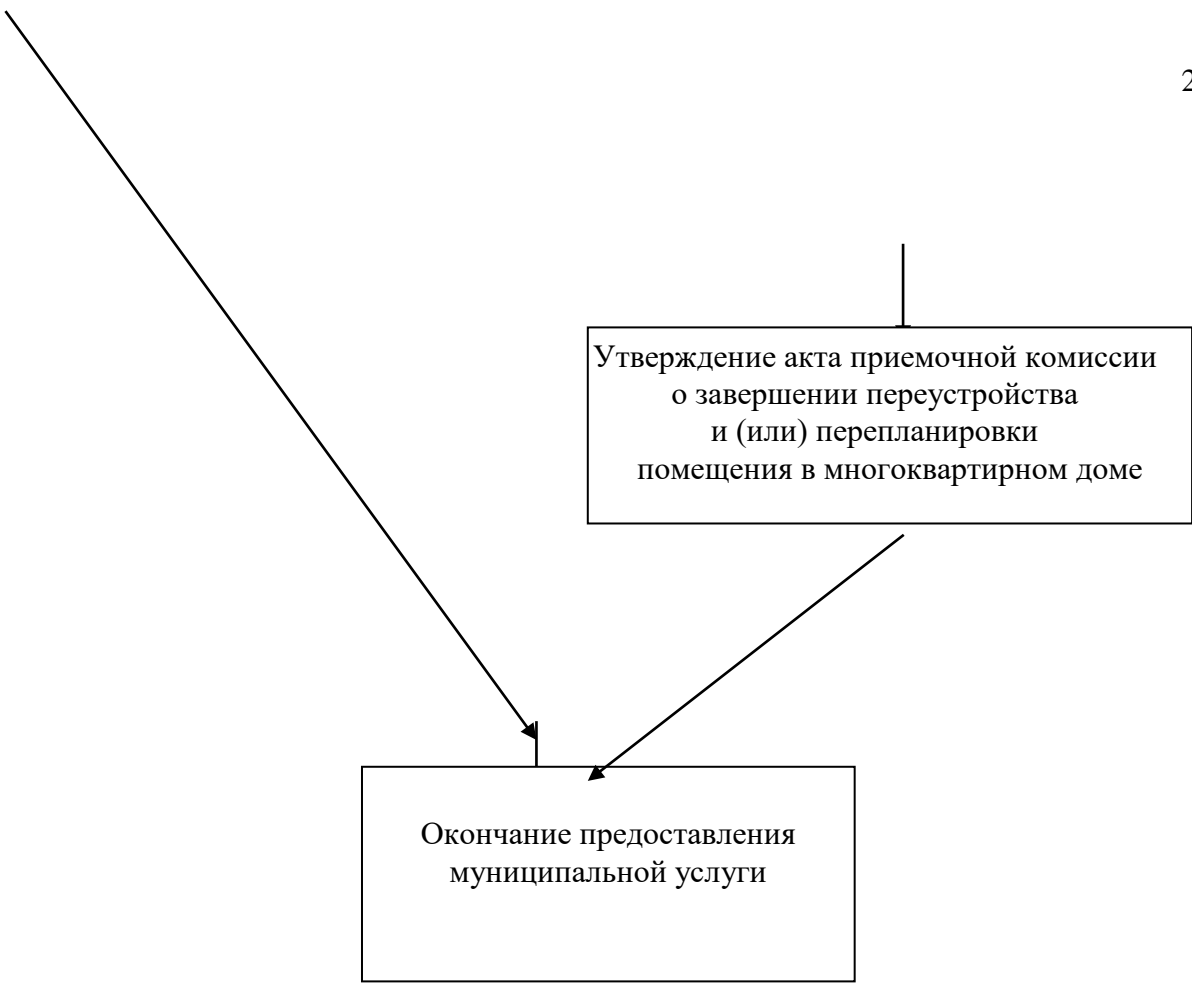 2
Утверждение акта приемочной комиссии
о завершении переустройства
и (или) перепланировки
помещения в многоквартирном доме
Окончание предоставления
муниципальной услуги